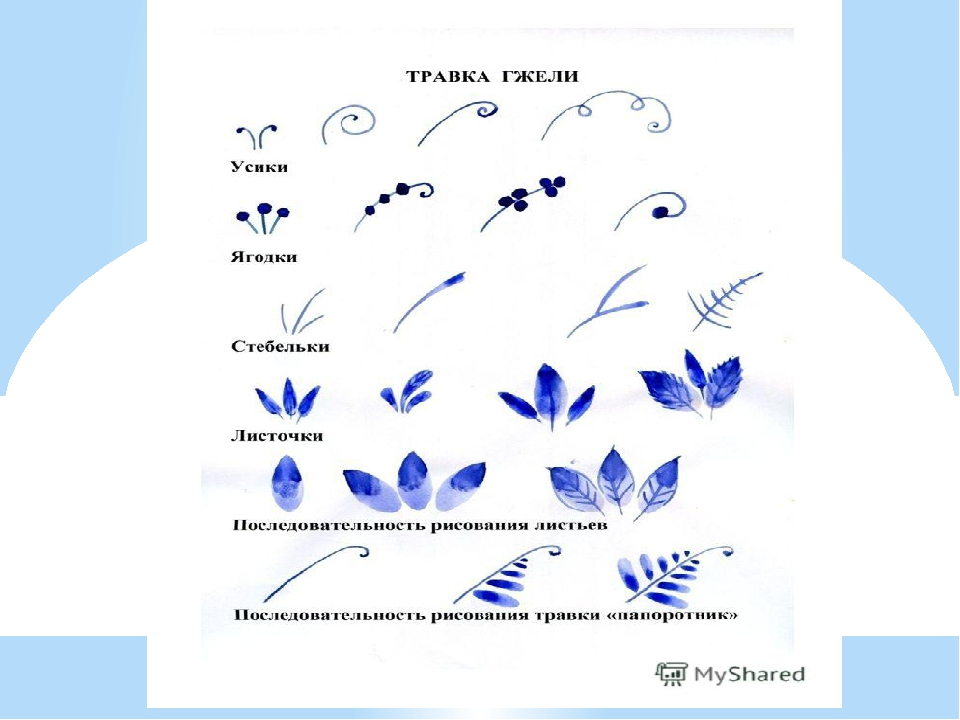 ТРАВКА ГЖЕЛИ
Усики
Ягодки
Стебельки
Листочки
Последовательность рисования листьев
Последовательность рисования травки «папоротник»
MyShared